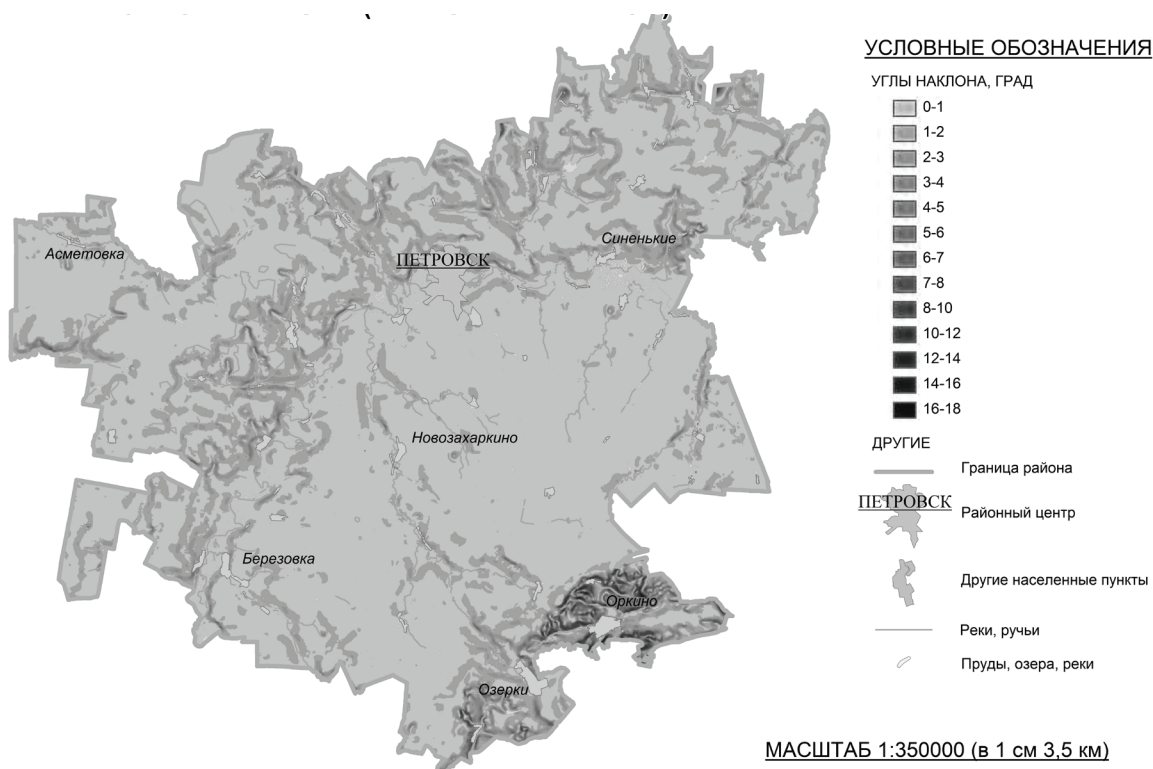 УСЛОВНЫЕ ОБОЗНАЧЕНИЯ
УГЛЫ НАКЛОНА, ГРАД
0-1
1-2
2-3
3-4
4-5
5-6
6-7
7-8
8-10
10-12
12-14
14-16
16-18
ДРУГИЕ
Граница района
ПЕТРОВСК
Районный центр
Другие населенные пункты
Реки, ручьи
Пруды, озера, реки
МАСШТАБ 1:350000 (в 1 см 3,5 км)
Синенькие
Асметовка
ПЕТРОВСК
Новозахаркино
Березовка
Оркино
Озерки